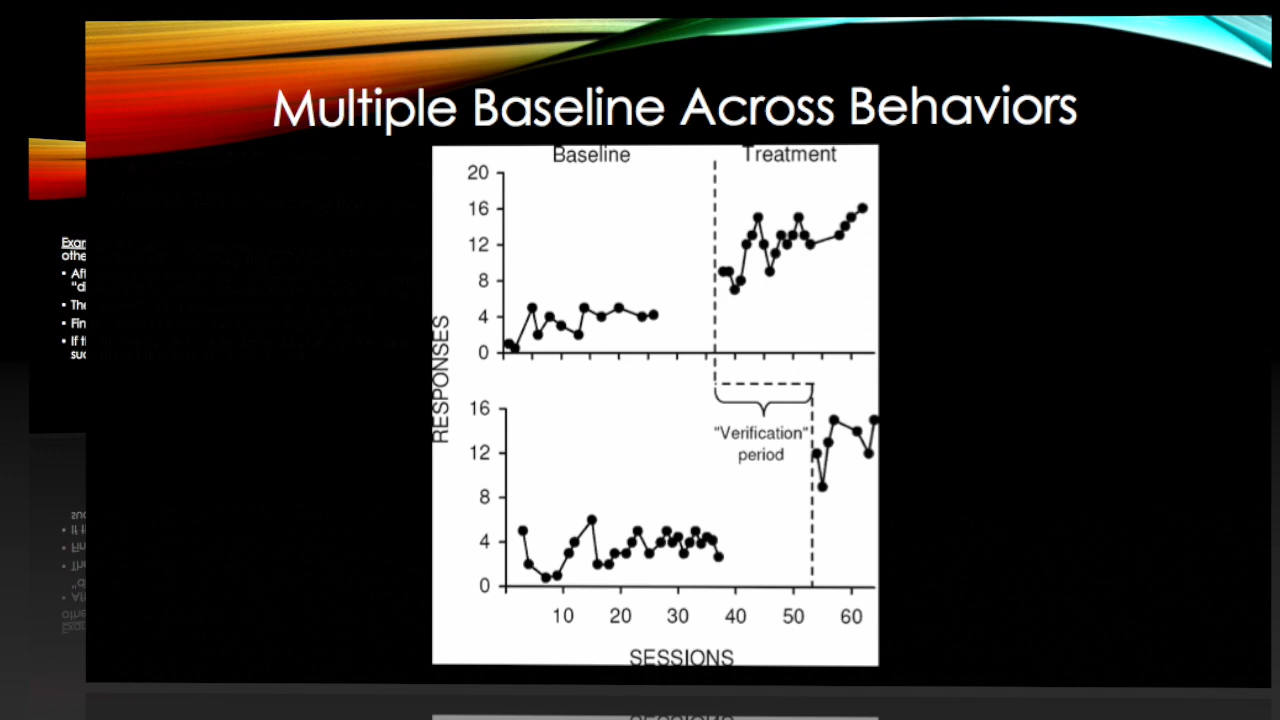 Multiple Baseline Across Behaviors
Baseline Treatment
20
16
12
8
4
0
RESPONSES
"Verification"
period
16
12
8
4
0
10 20 30 40 50 60
SESSIONS